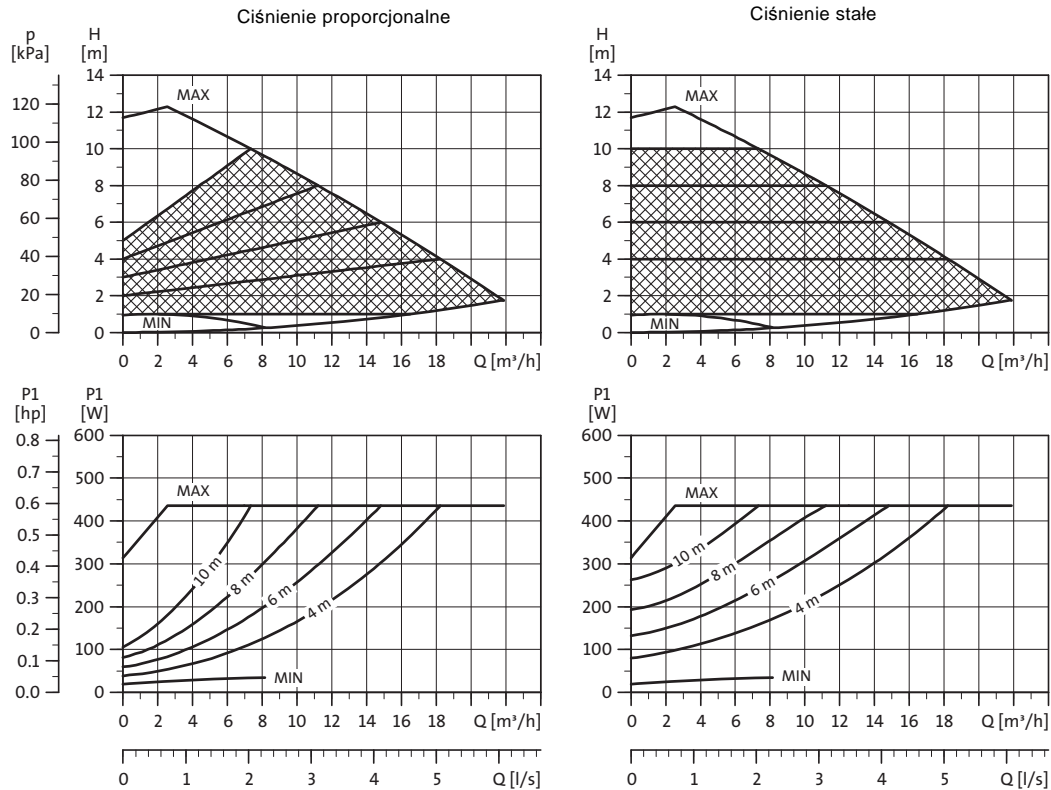 Ciśnienie proporcjonalne
p
[kPa]
H
[m]
14
12
10
8
6
4
2
0
120
100
80
60
40
20
0
MAX
MIN
0 2 4 6 8 10 12 14 16 18 Q [m³/h]
Ciśnienie stałe
H
[m]
14
12
10
8
6
4
2
0
MAX
MIN
0 2 4 6 8 10 12 14 16 18 Q [m³/h]
P1
[hp]
P1
[W]
0.8
0.7
0.6
0.5
0.4
0.3
0.2
0.1
0.0
600
500
400
300
200
100
0
MAX
10 m
8 m
6 m
4 m
MIN
0 2 4 6 8 10 12 14 16 18 Q [m³/h]
0 1 2 3 4 5 Q [l/s]
P1
[W]
600
500
400
300
200
100
0
MAX
10 m
8 m
6 m
4 m
MIN
0 2 4 6 8 10 12 14 16 18 Q [m³/h]
0 1 2 3 4 5 Q [l/s]